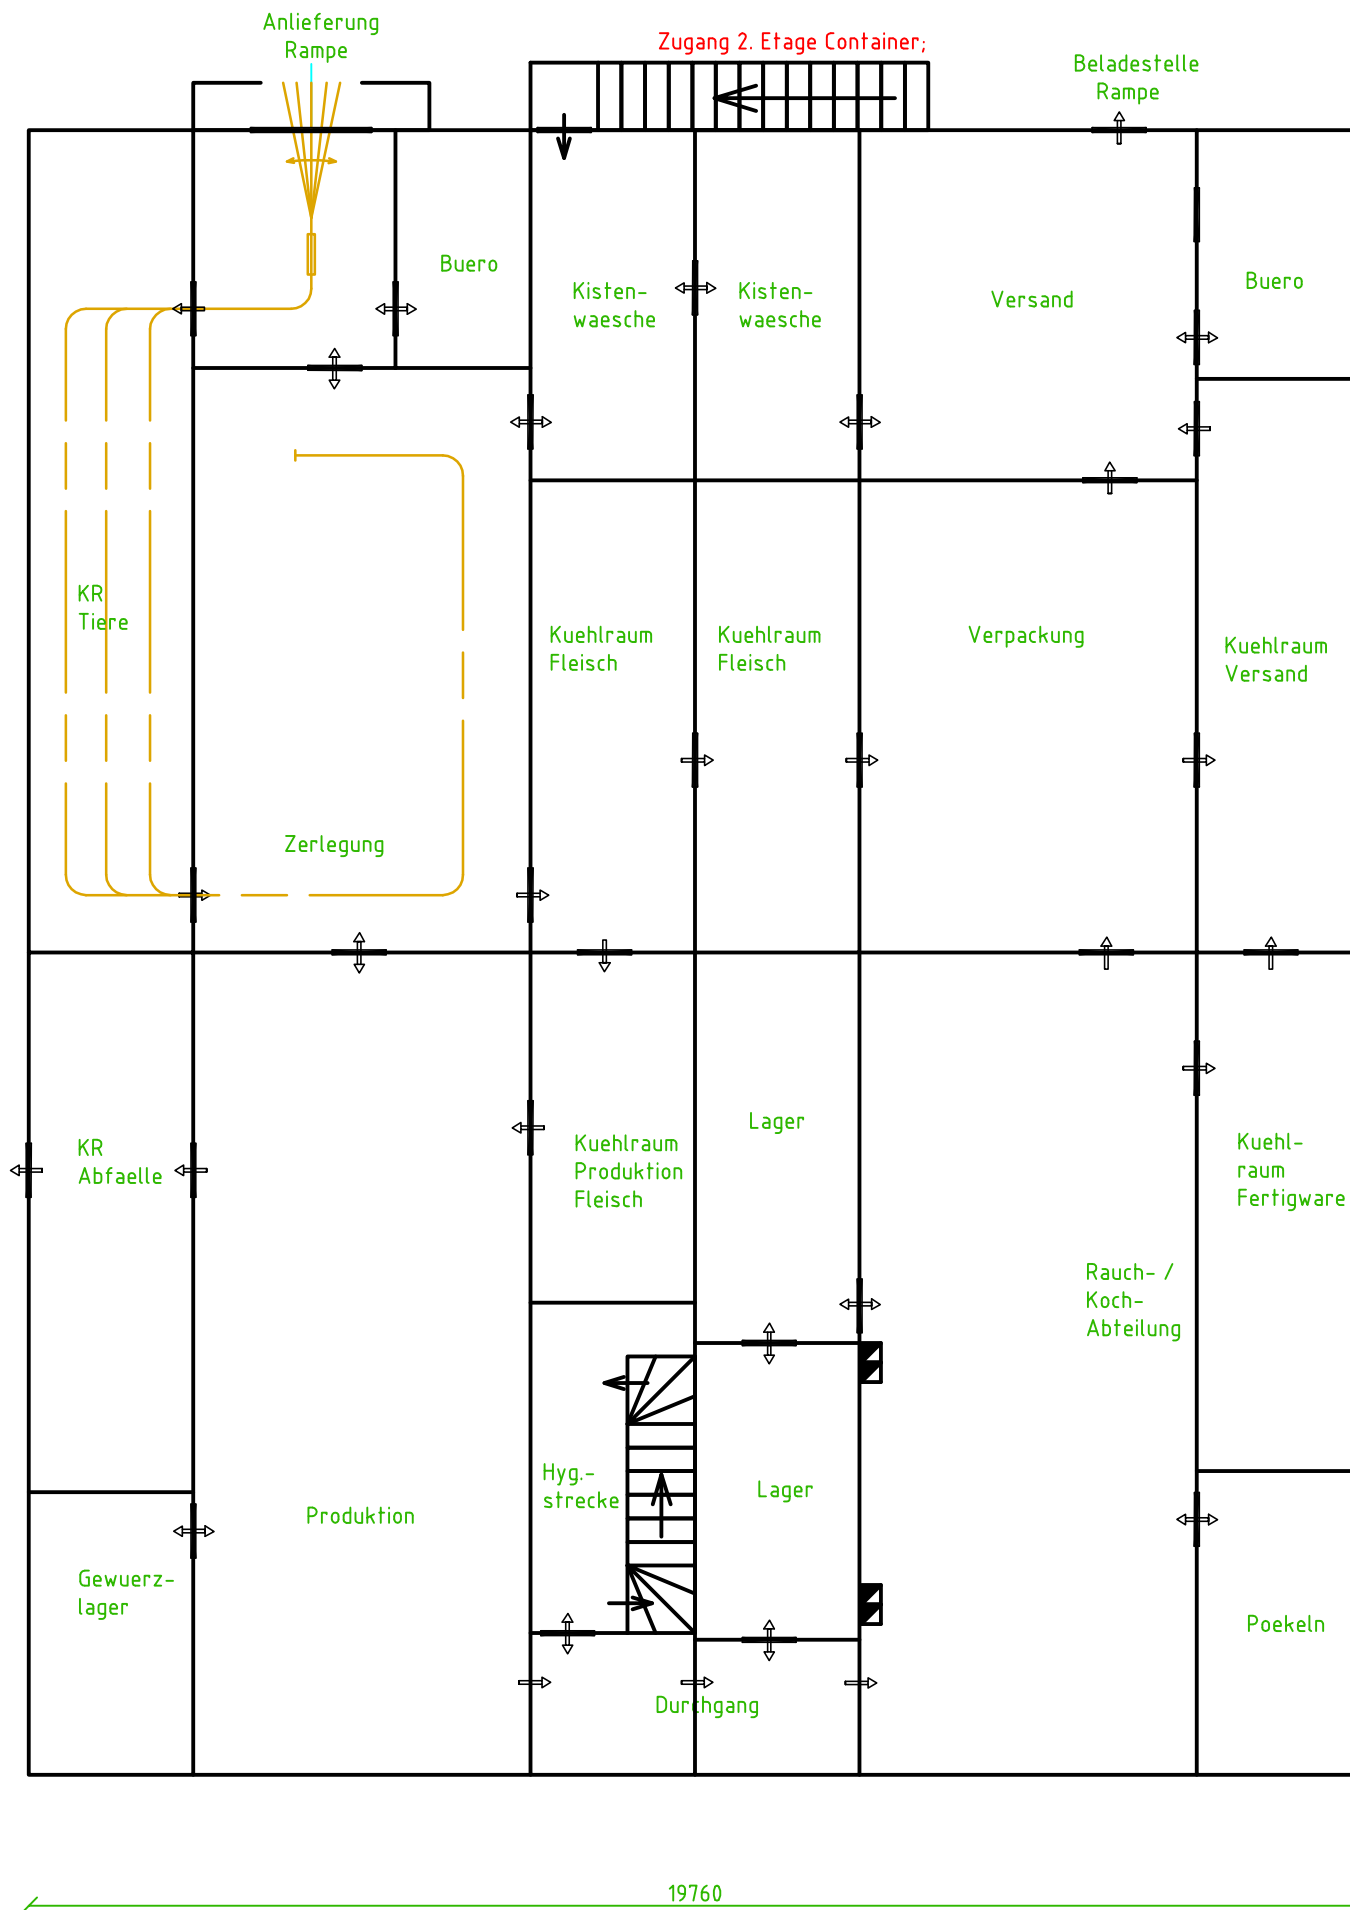 Anlieferung
Rampe
Zugang 2. Etage Container;
Beladestelle
Rampe
Buero
Kisten-
waesche
Kisten-
waesche
Versand
Buero
KR
Tiere
Kuehlraum
Fleisch
Kuehlraum
Fleisch
Verpackung
Kuehlraum
Versand
Zerlegung
KR
Abfaelle
Kuehlraum
Produktion
Fleisch
Lager
Kuehl-
raum
Fertigware
Rauch- /
Koch-
Abteilung
Hyg.-
strecke
Lager
Produktion
Gewuerz-
lager
Poekeln
Durchgang
19760